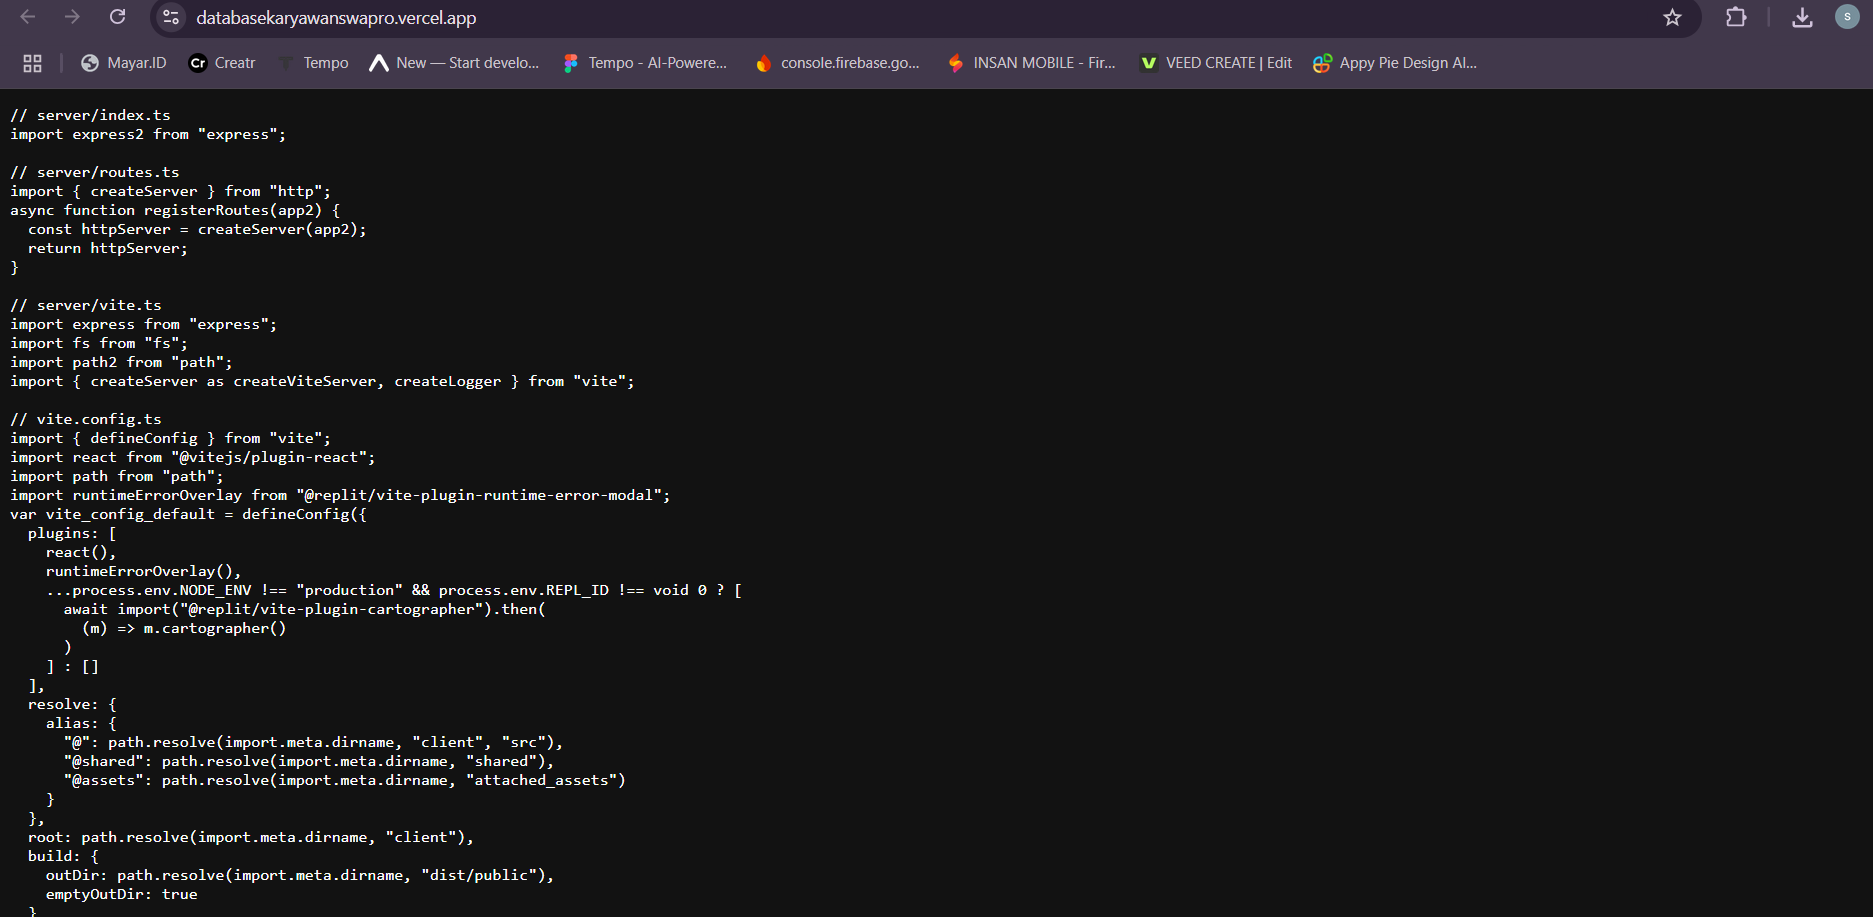 databasekaryawanswapro.vercel.app
S
Mayar.ID
Cr Creatr
Tempo
New — Start develo...
Tempo - AI-Powere...
console.firebase.go...
INSAN MOBILE - Fir...
V VEED CREATE | Edit
Appy Pie Design AI...
// server/index.ts
import express2 from "express";
// server/routes.ts
import { createServer } from "http";
async function registerRoutes(app2) {
  const httpServer = createServer(app2);
  return httpServer;
}
// server/vite.ts
import express from "express";
import fs from "fs";
import path2 from "path";
import { createServer as createViteServer, createLogger } from "vite";
// vite.config.ts
import { defineConfig } from "vite";
import react from "@vitejs/plugin-react";
import path from "path";
import runtimeErrorOverlay from "@replit/vite-plugin-runtime-error-modal";
var vite_config_default = defineConfig({
  plugins: [
    react(),
    runtimeErrorOverlay(),
    ...process.env.NODE_ENV !== "production" && process.env.REPL_ID !== void 0 ? [
      await import("@replit/vite-plugin-cartographer").then(
        (m) => m.cartographer()
      )
    ] : []
  ],
  resolve: {
    alias: {
      "@": path.resolve(import.meta.dirname, "client", "src"),
      "@shared": path.resolve(import.meta.dirname, "shared"),
      "@assets": path.resolve(import.meta.dirname, "attached_assets")
    }
  },
  root: path.resolve(import.meta.dirname, "client"),
  build: {
    outDir: path.resolve(import.meta.dirname, "dist/public"),
    emptyOutDir: true
  }